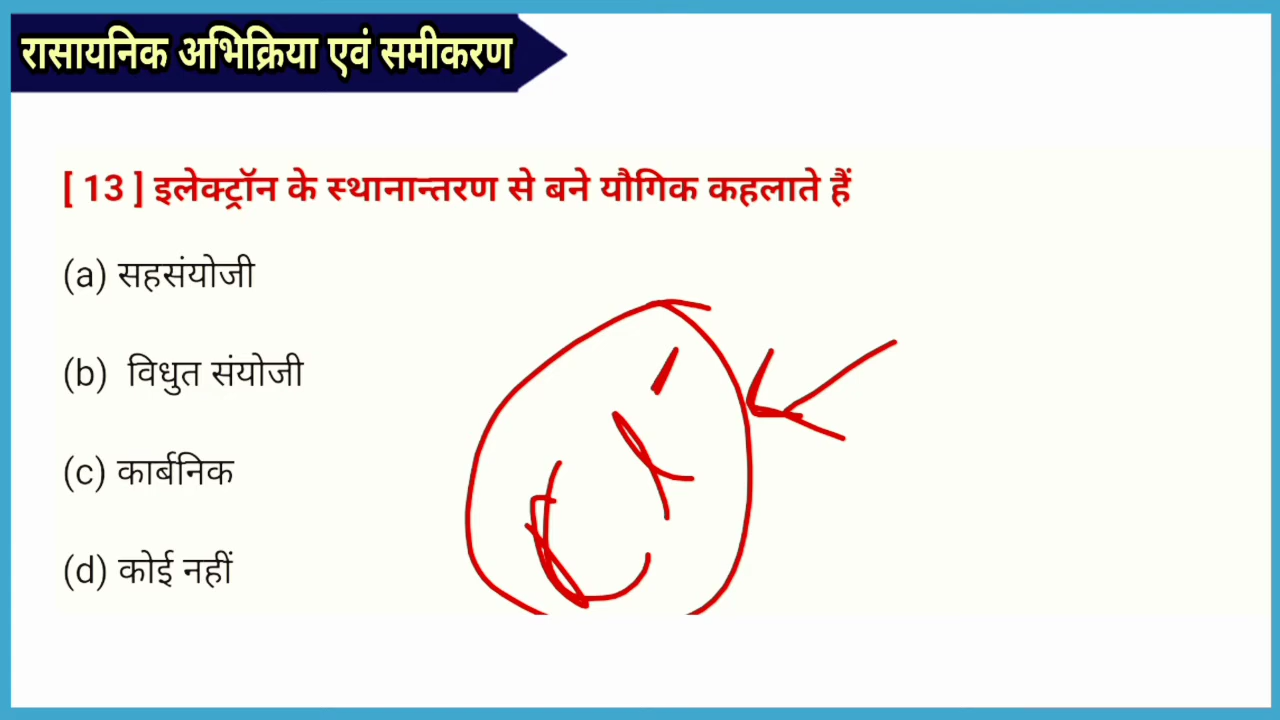 रासायनिक अभिक्रिया एवं समीकरण
[ 13 ] इलेक्ट्रॉन के स्थानान्तरण से बने यौगिक कहलाते हैं
(a) सहसंयोजी
(b) विधुत संयोजी
(c) कार्बनिक
(d) कोई नहीं